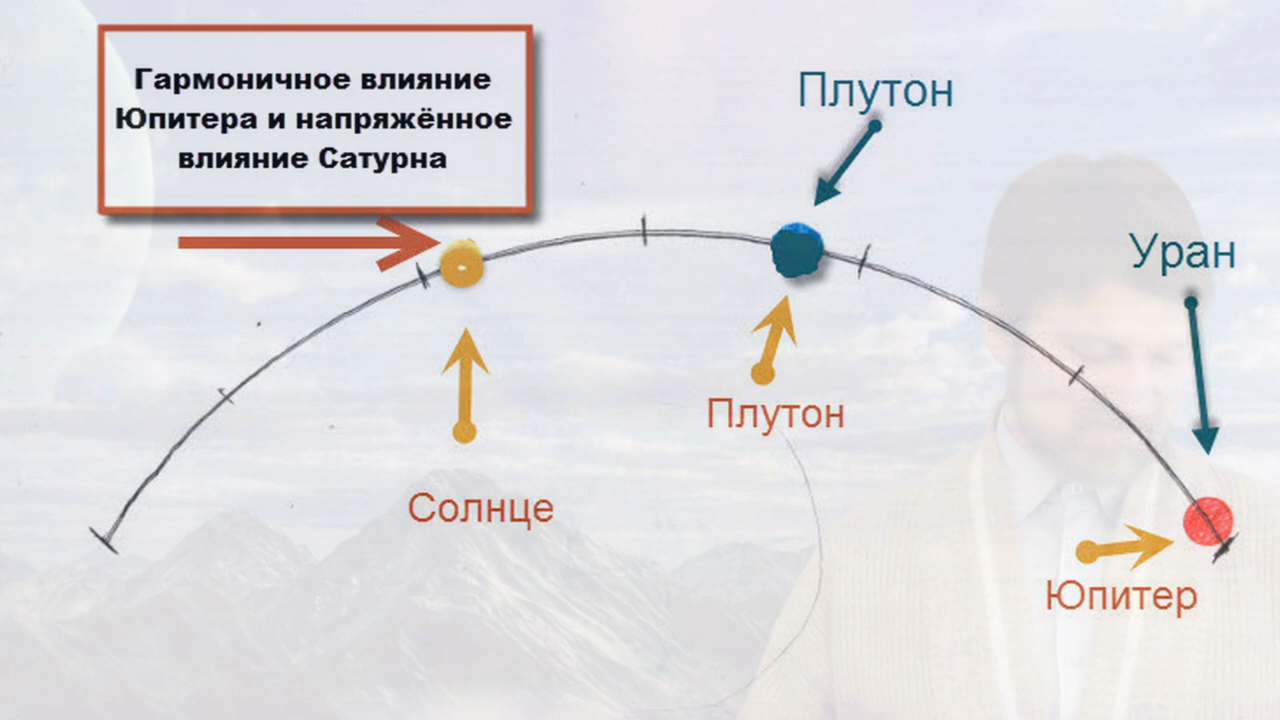 Гармоничное влияние
Юпитера и напряжённое
влияние Сатурна
Плутон
Уран
Плутон
Солнце
Юпитер